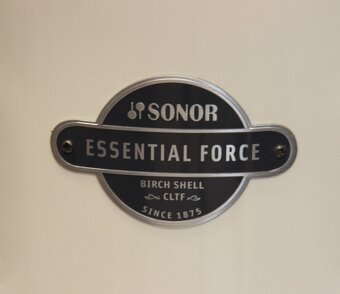 SONOR
ESSENTIAL FORCE
BIRCH SHELL
CLTF
SINCE 1875